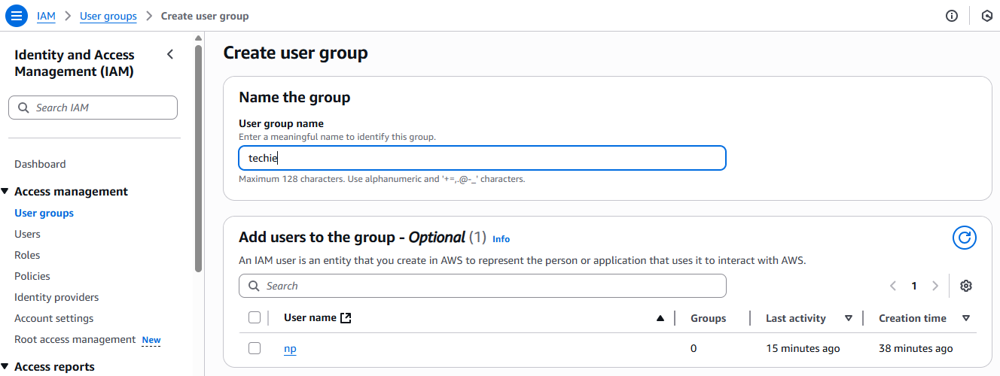 IAM > User groups > Create user group
Identity and Access
Management (IAM)
Search IAM
Dashboard
Access management
User groups
Users
Roles
Policies
Identity providers
Account settings
Root access management New
Access reports
Create user group
Name the group
User group name
Enter a meaningful name to identify this group.
techie
Maximum 128 characters. Use alphanumeric and '+=,.@-_' characters.
Add users to the group - Optional (1) Info
An IAM user is an entity that you create in AWS to represent the person or application that uses it to interact with AWS.
Search
1
User name Groups Last activity Creation time
np 0 15 minutes ago 38 minutes ago